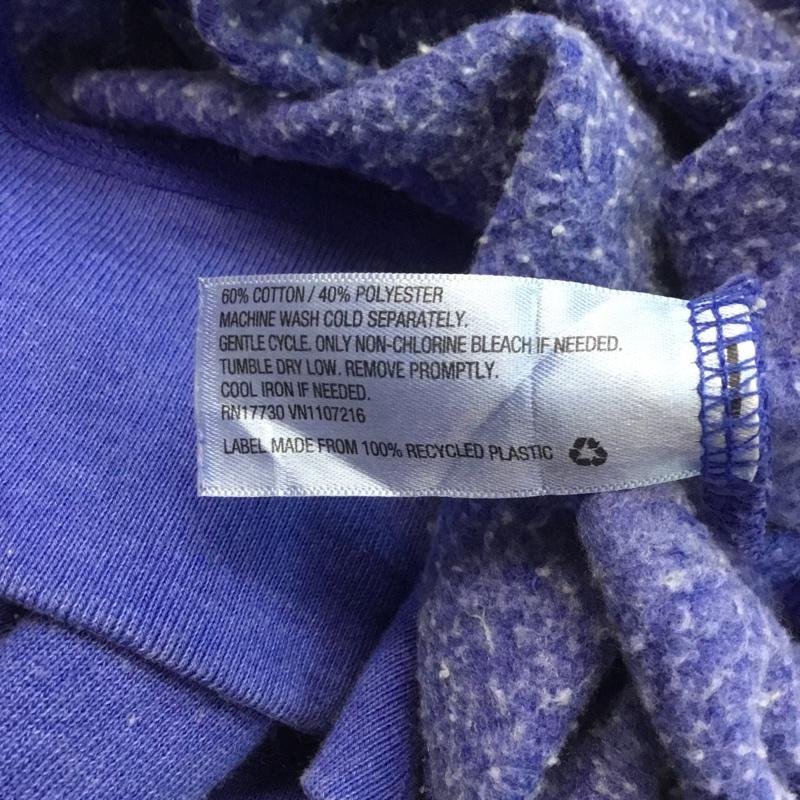 60% COTTON / 40% POLYESTER
MACHINE WASH COLD SEPARATELY.
GENTLE CYCLE. ONLY NON-CHLORINE BLEACH IF NEEDED.
TUMBLE DRY LOW. REMOVE PROMPTLY.
COOL IRON IF NEEDED.
RN17730 VN1107216
LABEL MADE FROM 100% RECYCLED PLASTIC